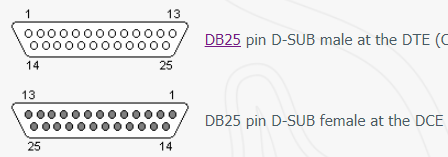 1 13
DB25 pin D-SUB male at the DTE (
14 25
13 1
DB25 pin D-SUB female at the DCE
25 14